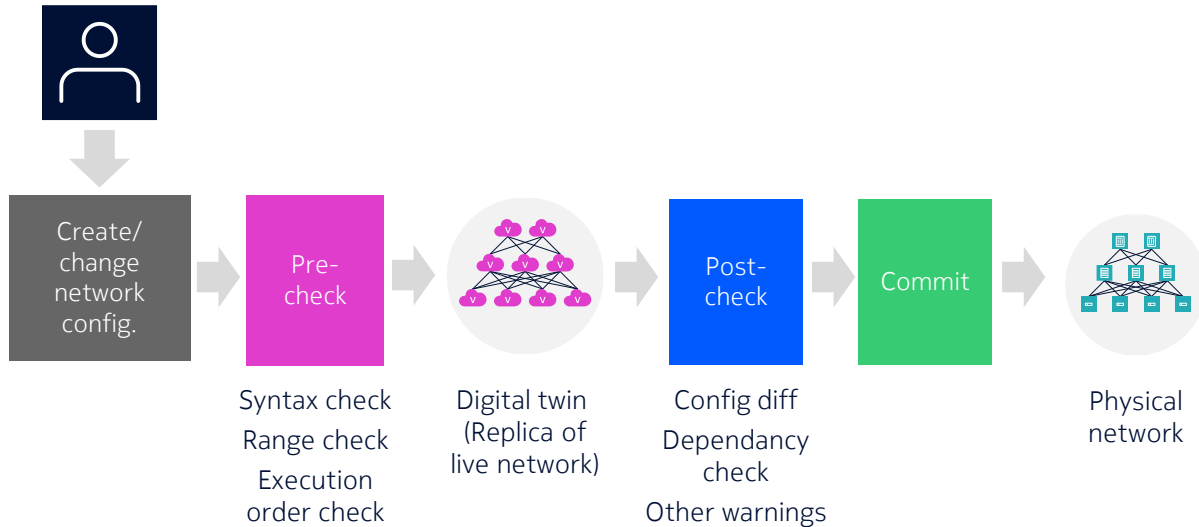 Create/
change
network
config.
Pre-
check
Post-
check
Commit
V V
V V V
V V V V
Syntax check
Range check
Execution
order check
Digital twin
(Replica of
live network)
Config diff
Dependancy
check
Other warnings
Physical
network